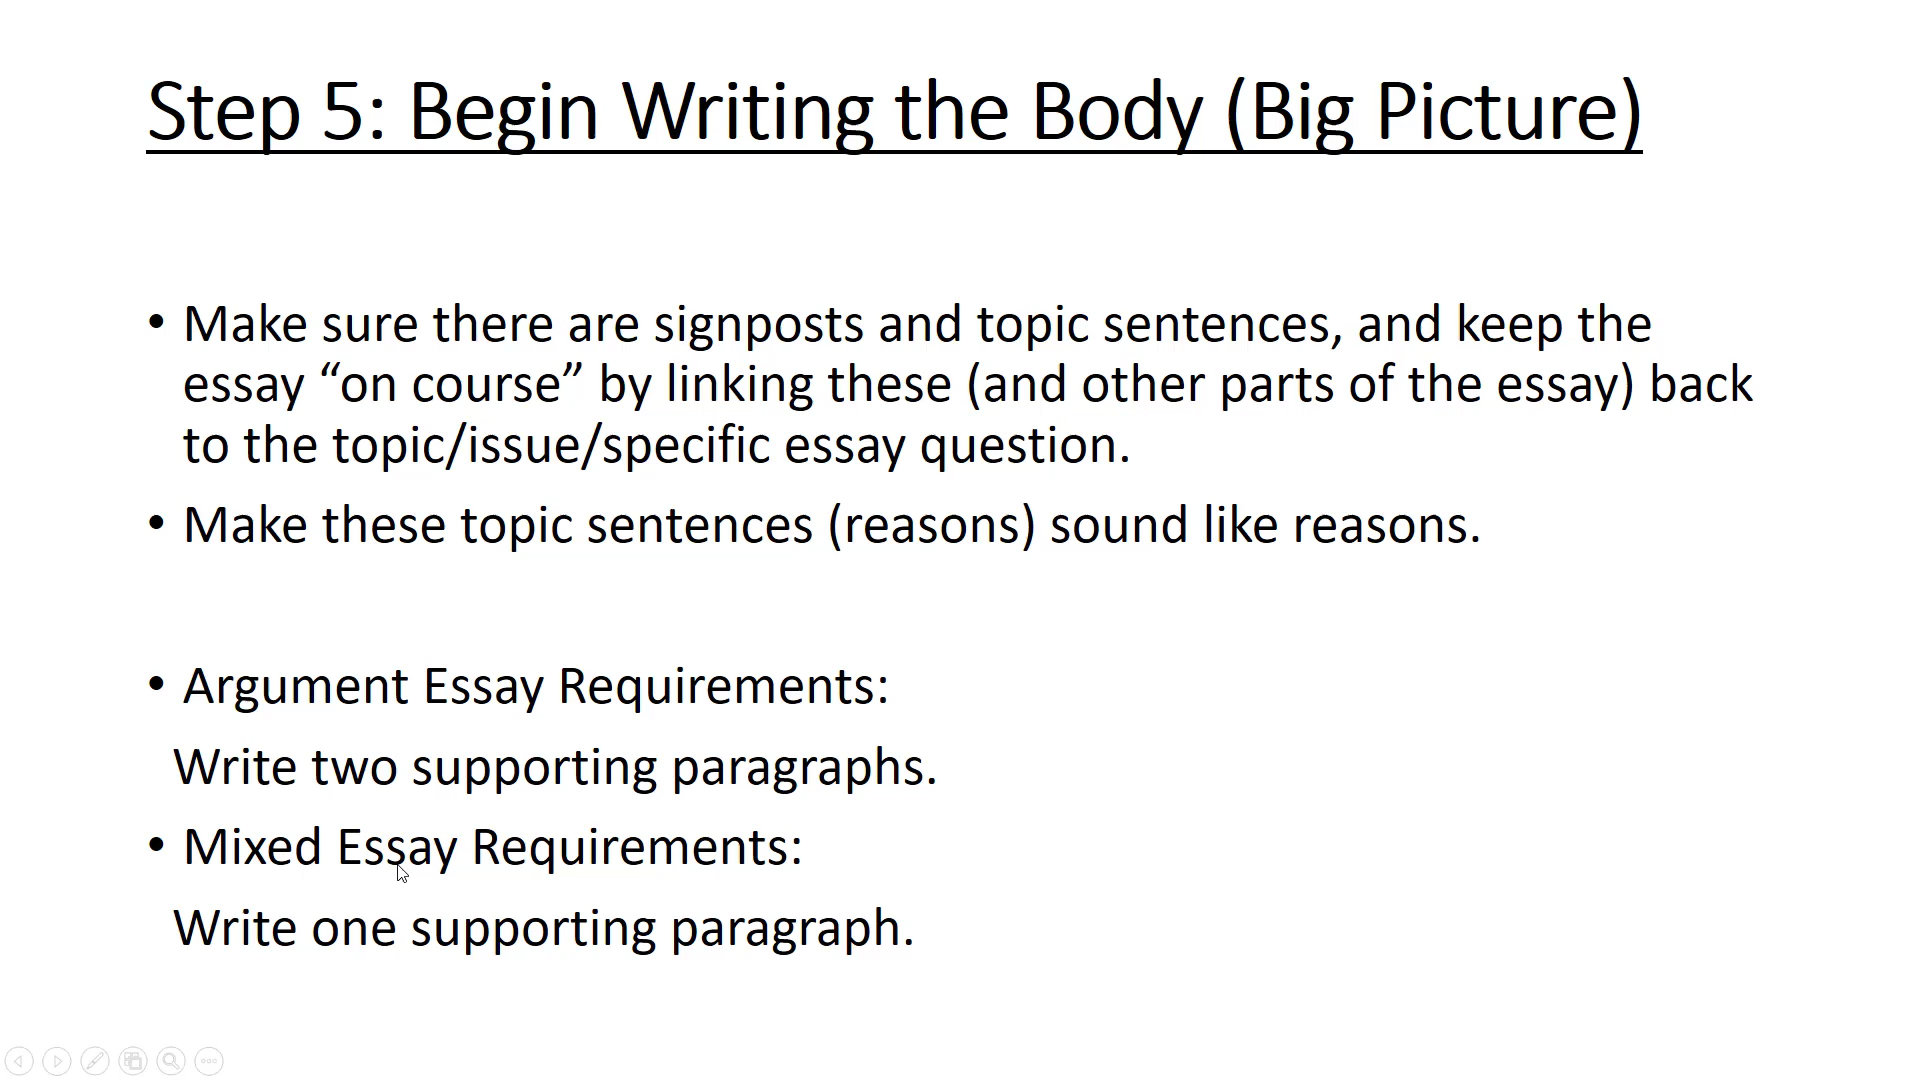 Step 5: Begin Writing the Body (Big Picture)
• Make sure there are signposts and topic sentences, and keep the
essay “on course” by linking these (and other parts of the essay) back
to the topic/issue/specific essay question.
• Make these topic sentences (reasons) sound like reasons.
• Argument Essay Requirements:
Write two supporting paragraphs.
• Mixed Essay Requirements:
Write one supporting paragraph.